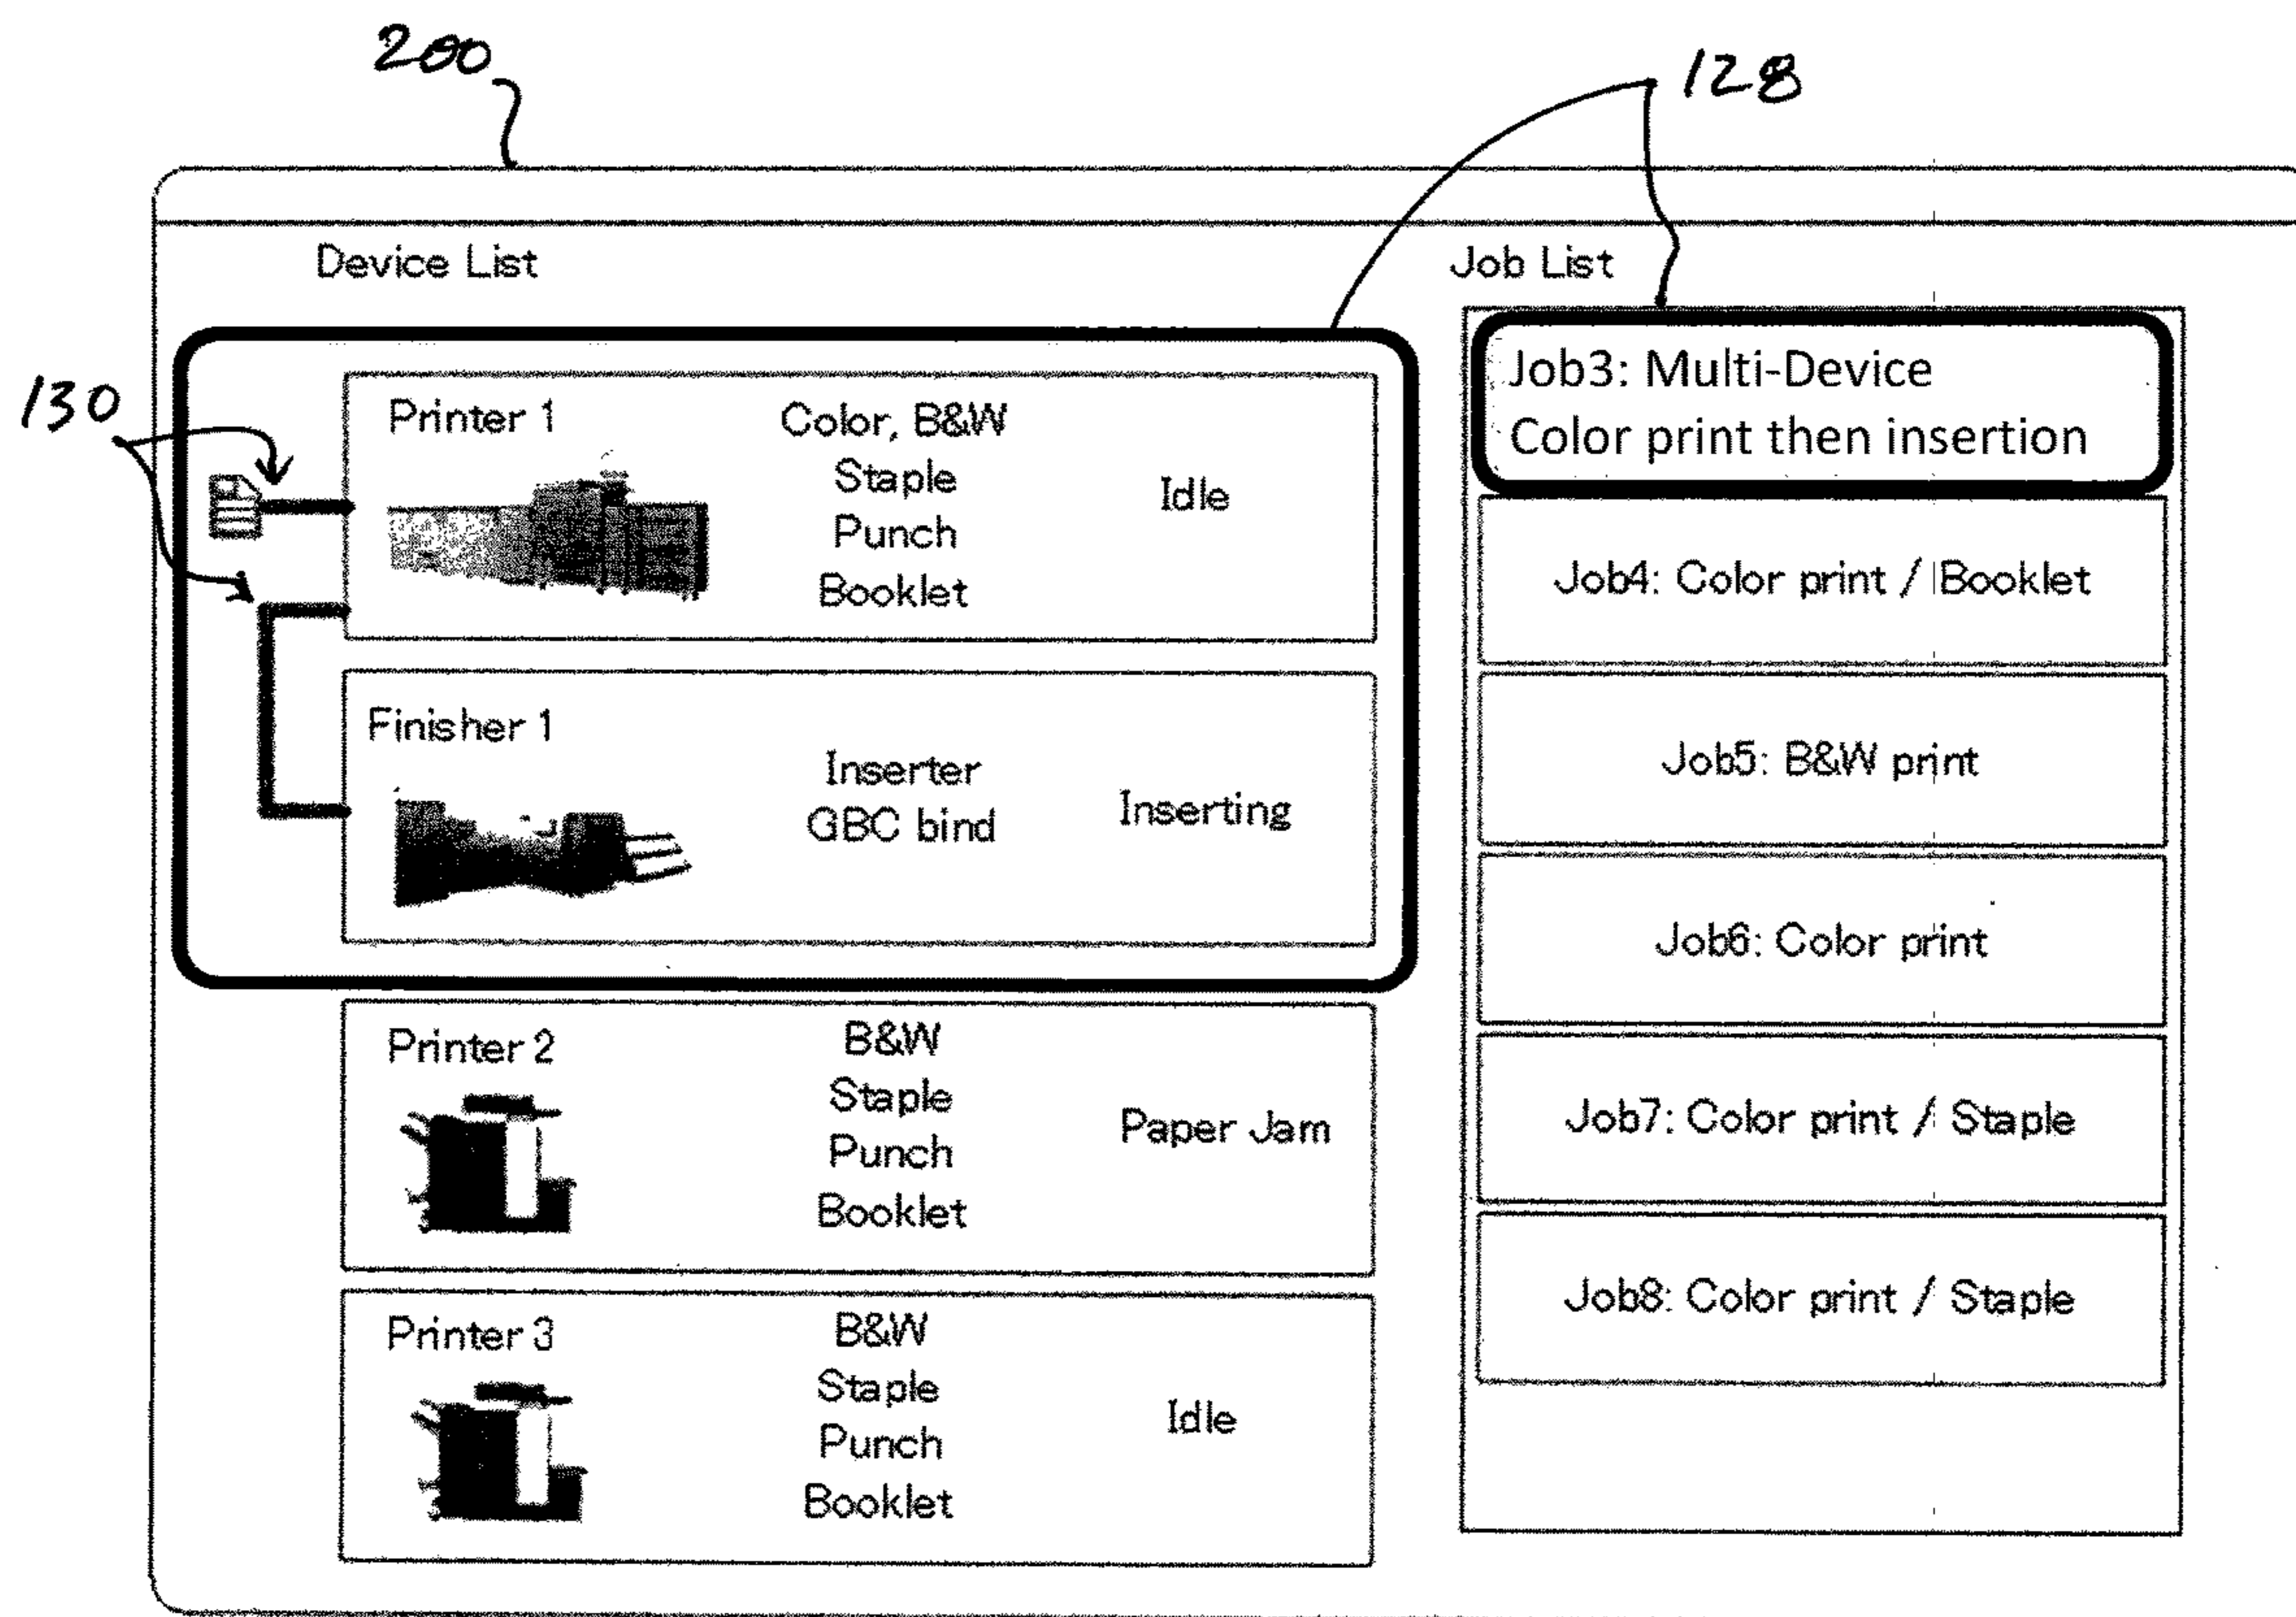 200
128
Device List
Job List
130
Printer 1
Color, B&W
Staple
Punch
Booklet
Idle
Finisher 1
Inserter
GBC bind
Inserting
Printer 2
B&W
Staple
Punch
Booklet
Paper Jam
Printer 3
B&W
Staple
Punch
Booklet
Idle
Job3: Multi-Device
Color print then insertion
Job4: Color print / Booklet
Job5: B&W print
Job6: Color print
Job7: Color print / Staple
Job8: Color print / Staple